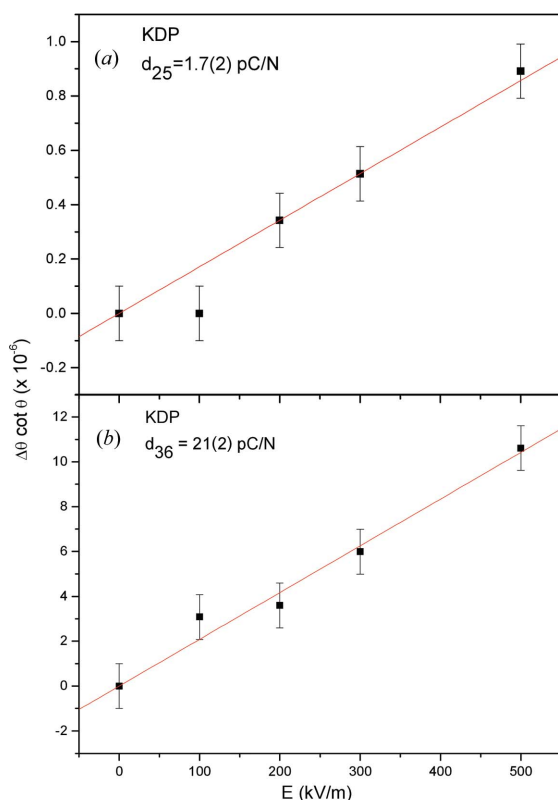 (a)
KDP
d25=1.7(2) pC/N
1.0
0.8
0.6
0.4
0.2
0.0
-0.2
Δθ cot θ (x 10-6)
(b)
KDP
d36 = 21(2) pC/N
12
10
8
6
4
2
0
-2
0 100 200 300 400 500
E (kV/m)